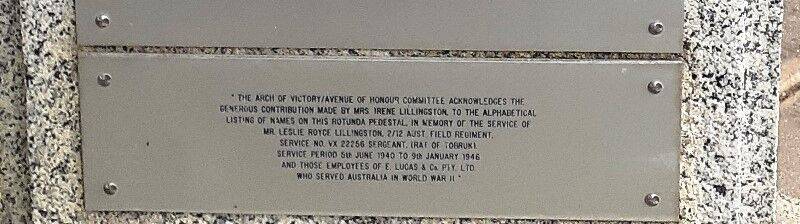 " THE ARCH OF VICTORY/AVENUE OF HONOUR COMMITTEE ACKNOWLEDGES THE
GENEROUS CONTRIBUTION MADE BY MRS. IRENE LILLINGSTON, TO THE ALPHABETICAL
LISTING OF NAMES ON THIS ROTUNDA PEDESTAL, IN MEMORY OF THE SERVICE OF
MR. LESLIE ROYCE LILLINGSTON, 2/12 AUST. FIELD REGIMENT,
SERVICE NO. VX 22256 SERGEANT, (RAT OF TOBRUK).
SERVICE PERIOD 5th JUNE 1940 TO 9th JANUARY 1946
AND THOSE EMPLOYEES OF E. LUCAS & Co. PTY. LTD.
WHO SERVED AUSTRALIA IN WORLD WAR II "